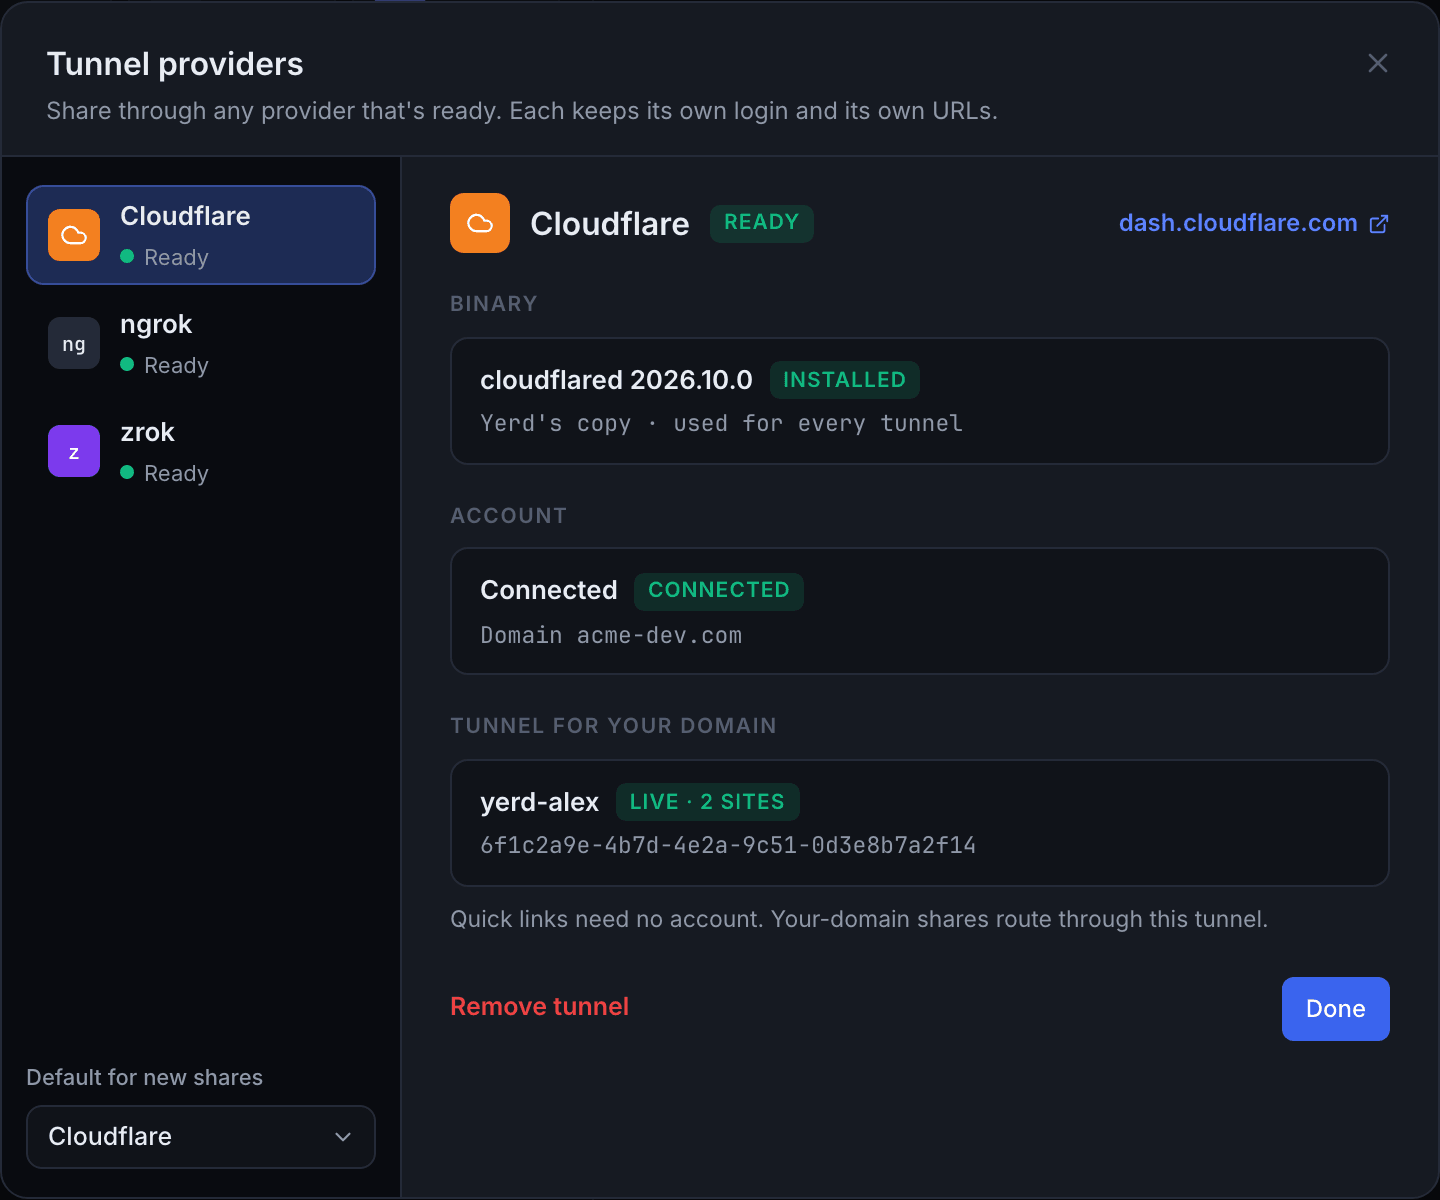 Tunnel providers
Share through any provider that's ready. Each keeps its own login and its own URLs.
Cloudflare
Ready
ng
ngrok
Ready
z
zrok
Ready
Default for new shares
Cloudflare
Cloudflare READY
dash.cloudflare.com
BINARY
cloudflared 2026.10.0 INSTALLED
Yerd's copy · used for every tunnel
ACCOUNT
Connected CONNECTED
Domain acme-dev.com
TUNNEL FOR YOUR DOMAIN
yerd-alex LIVE · 2 SITES
6f1c2a9e-4b7d-4e2a-9c51-0d3e8b7a2f14
Quick links need no account. Your-domain shares route through this tunnel.
Remove tunnel
Done